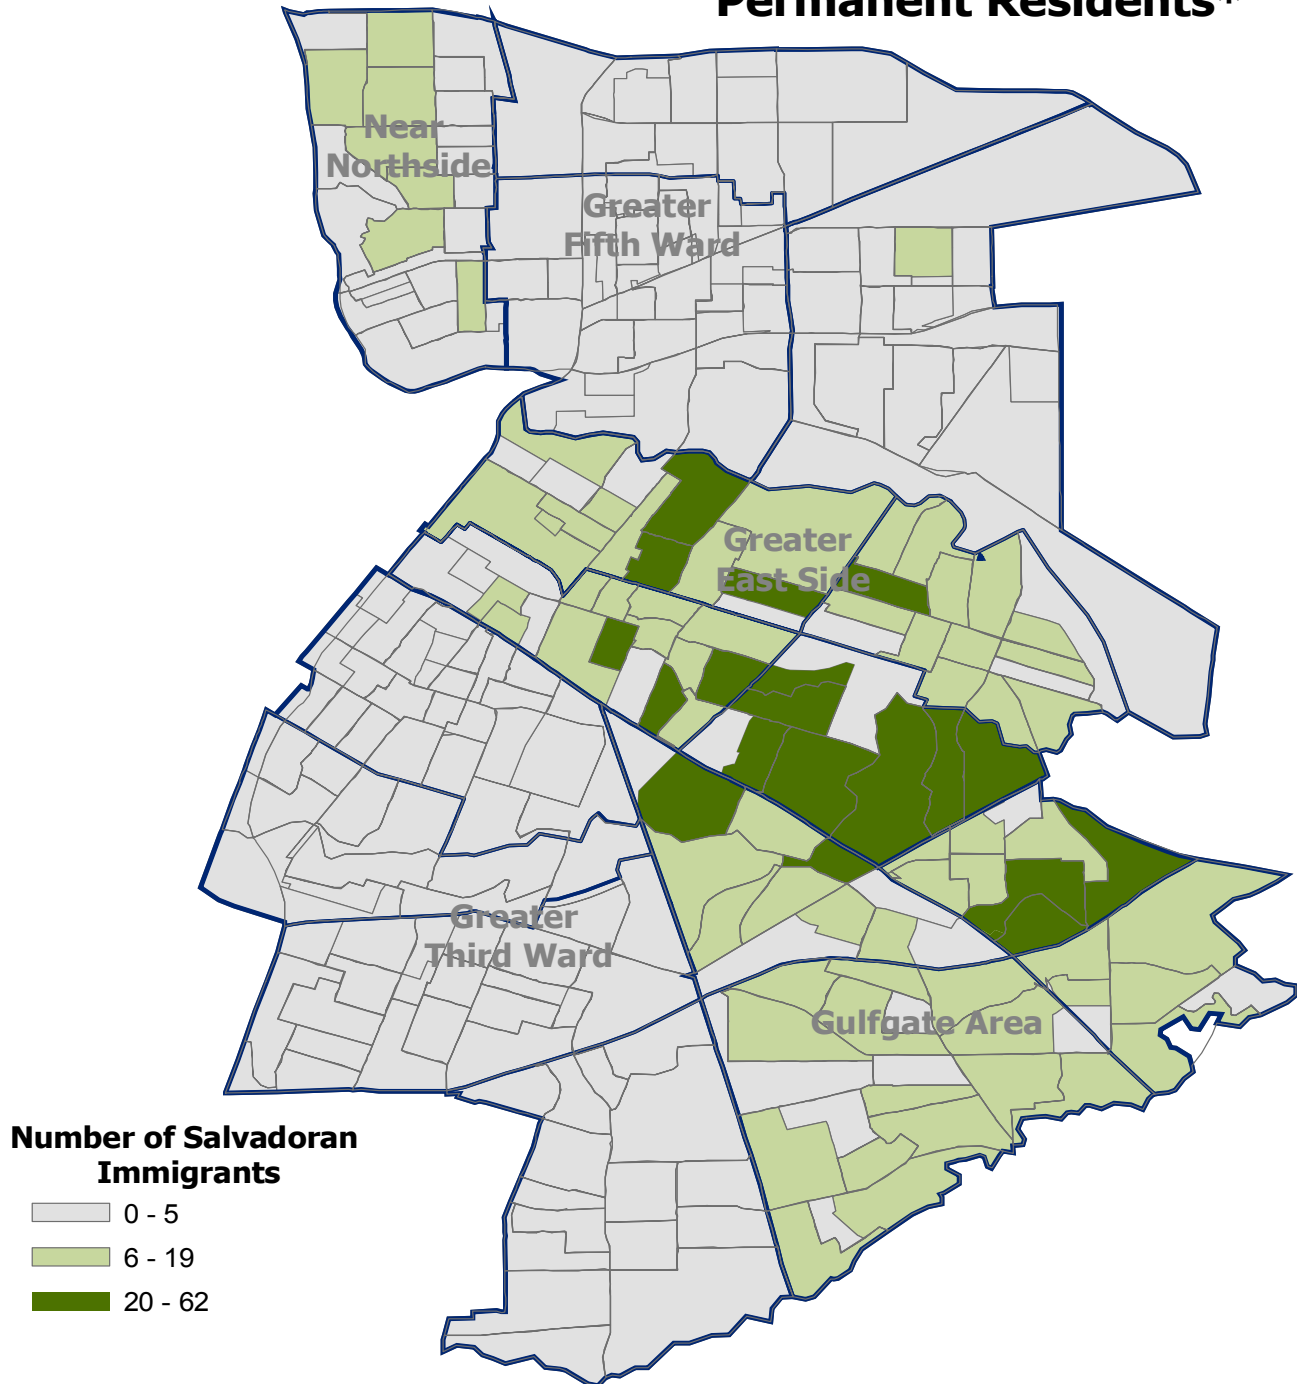 Permanent Residents*
Near
Northside
Greater
Fifth Ward
Greater
East Side
Greater
Third Ward
Gulfgate Area
Number of Salvadoran
Immigrants
0 - 5
6 - 19
20 - 62